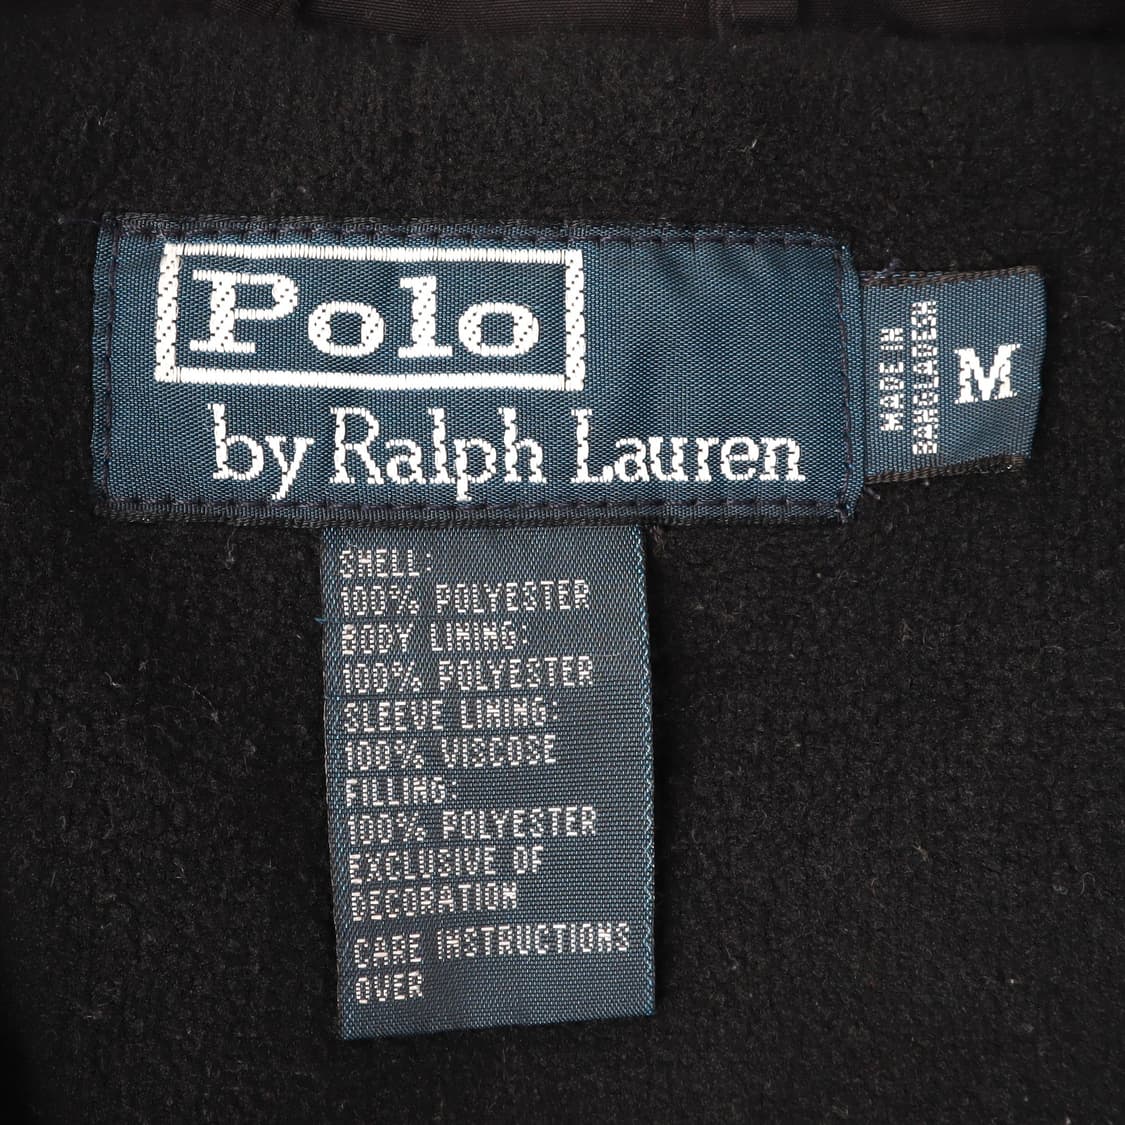 Polo
by Ralph Lauren
MADE IN
BANGLADESH
M
SHELL:
100% POLYESTER
BODY LINING:
100% POLYESTER
SLEEVE LINING:
100% VISCOSE
FILLING:
100% POLYESTER
EXCLUSIVE OF
DECORATION
CARE INSTRUCTIONS
OVER